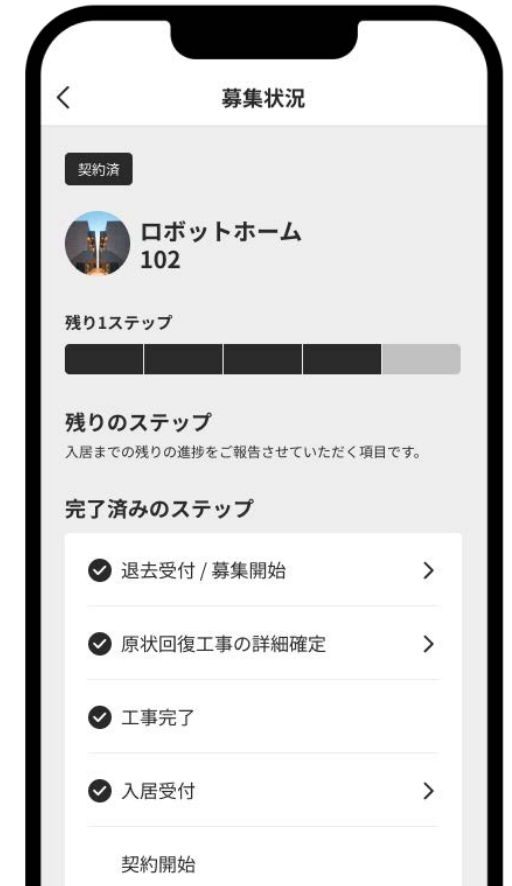 募集状況
契約済
ロボットホーム
102
残り1ステップ
残りのステップ
入居までの残りの進捗をご報告させていただく項目です。
完了済みのステップ
退去受付 / 募集開始
原状回復工事の詳細確定
工事完了
入居受付
契約開始